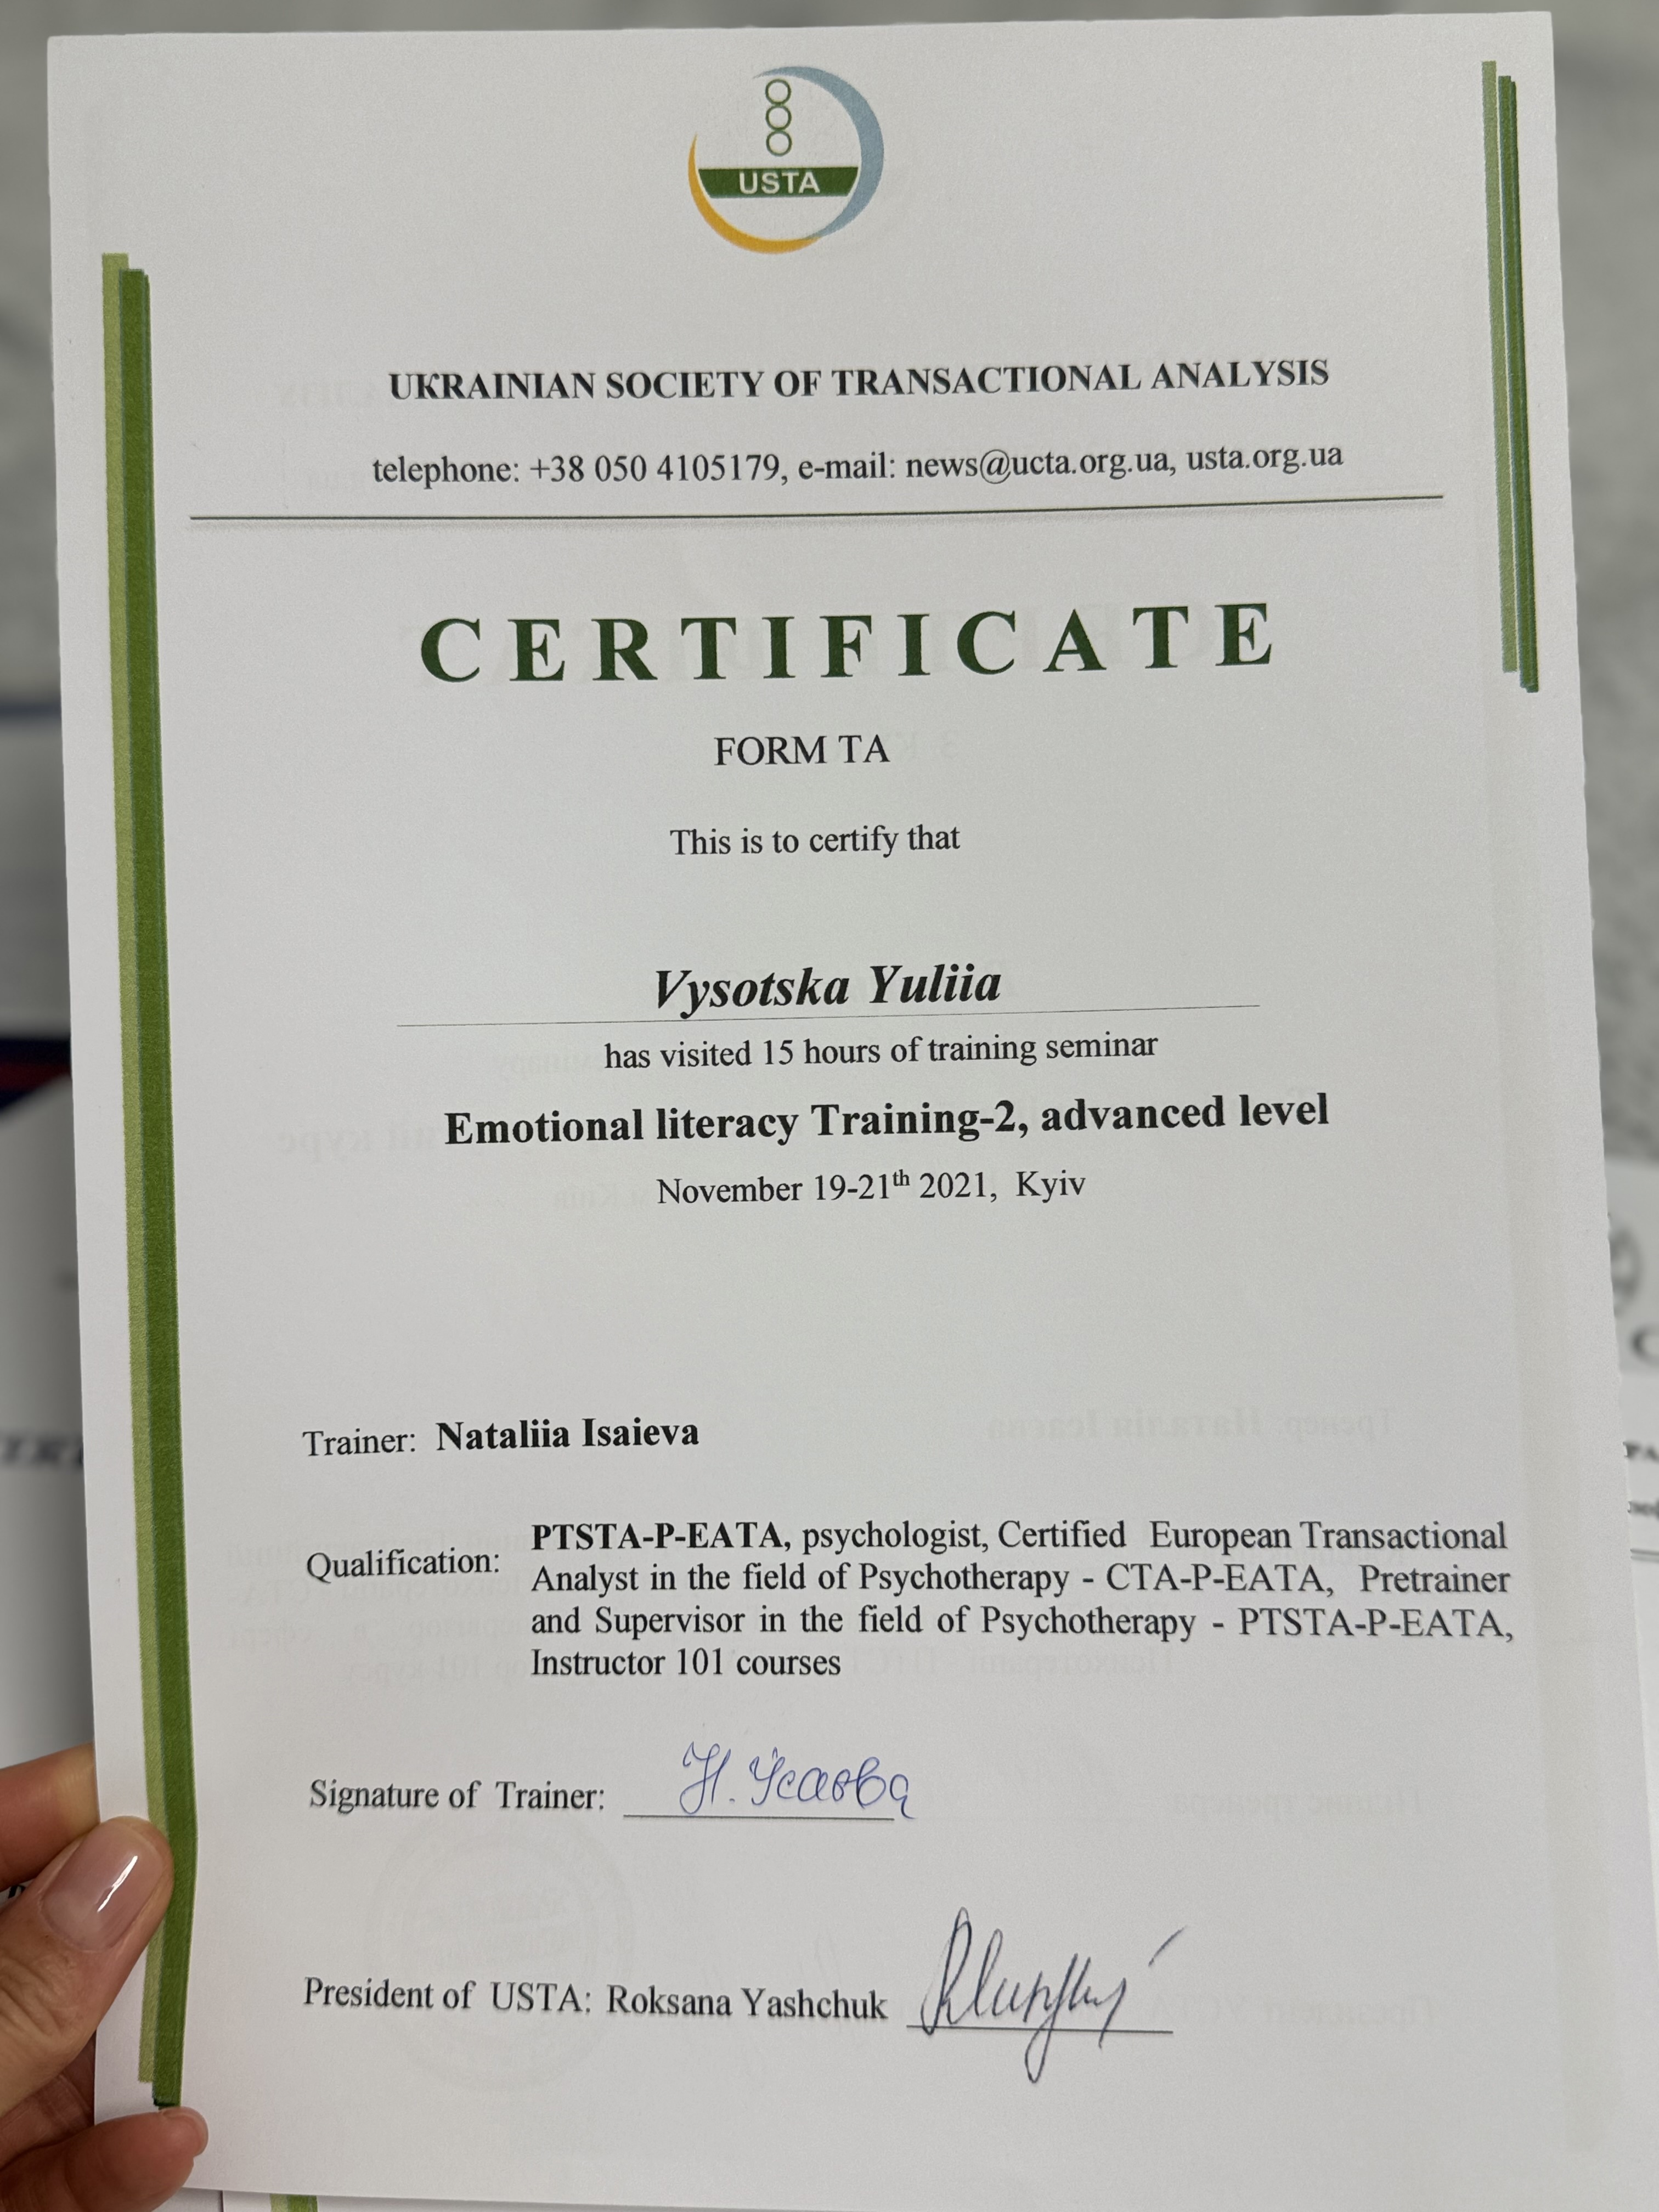 USTA
UKRAINIAN SOCIETY OF TRANSACTIONAL ANALYSIS
telephone: +38 050 4105179, e-mail: news@ucta.org.ua, usta.org.ua
CERTIFICATE
FORM TA
This is to certify that
Vysotska Yuliia
has visited 15 hours of training seminar
Emotional literacy Training-2, advanced level
November 19-21th 2021, Kyiv
Trainer: Nataliia Isaieva
Qualification: PTSTA-P-EATA, psychologist, Certified European Transactional
Analyst in the field of Psychotherapy - CTA-P-EATA, Pretrainer
and Supervisor in the field of Psychotherapy - PTSTA-P-EATA,
Instructor 101 courses
Signature of Trainer: Н. Ісаєва
President of USTA: Roksana Yashchuk